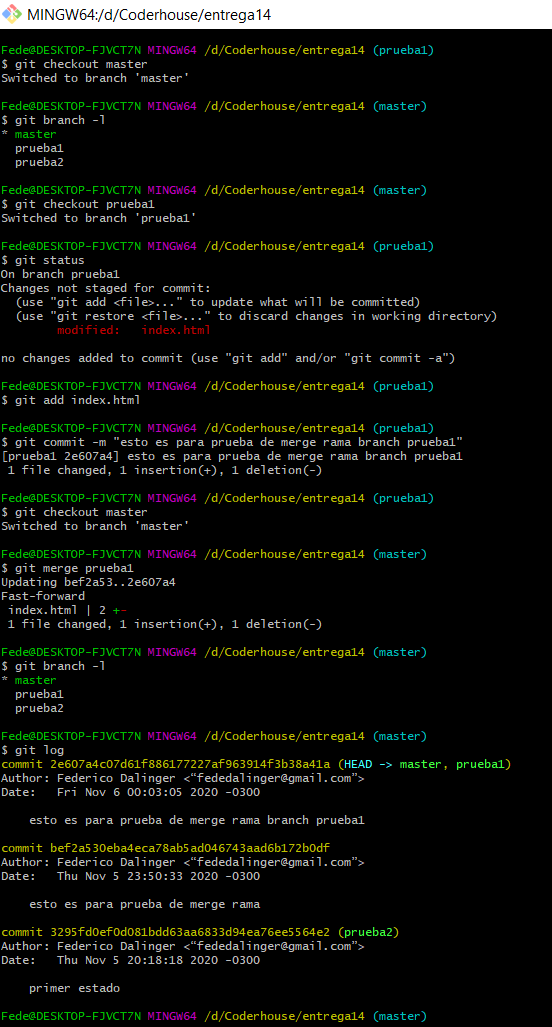 MINGW64:/d/Coderhouse/entrega14
Fede@DESKTOP-FJVCT7N MINGW64 /d/Coderhouse/entrega14 (prueba1)
$ git checkout master
Switched to branch 'master'
Fede@DESKTOP-FJVCT7N MINGW64 /d/Coderhouse/entrega14 (master)
$ git branch -l
* master
  prueba1
  prueba2
Fede@DESKTOP-FJVCT7N MINGW64 /d/Coderhouse/entrega14 (master)
$ git checkout prueba1
Switched to branch 'prueba1'
Fede@DESKTOP-FJVCT7N MINGW64 /d/Coderhouse/entrega14 (prueba1)
$ git status
On branch prueba1
Changes not staged for commit:
  (use "git add <file>..." to update what will be committed)
  (use "git restore <file>..." to discard changes in working directory)
        modified:   index.html
no changes added to commit (use "git add" and/or "git commit -a")
Fede@DESKTOP-FJVCT7N MINGW64 /d/Coderhouse/entrega14 (prueba1)
$ git add index.html
Fede@DESKTOP-FJVCT7N MINGW64 /d/Coderhouse/entrega14 (prueba1)
$ git commit -m "esto es para prueba de merge rama branch prueba1"
[prueba1 2e607a4] esto es para prueba de merge rama branch prueba1
 1 file changed, 1 insertion(+), 1 deletion(-)
Fede@DESKTOP-FJVCT7N MINGW64 /d/Coderhouse/entrega14 (prueba1)
$ git checkout master
Switched to branch 'master'
Fede@DESKTOP-FJVCT7N MINGW64 /d/Coderhouse/entrega14 (master)
$ git merge prueba1
Updating bef2a53..2e607a4
Fast-forward
 index.html | 2 +-
 1 file changed, 1 insertion(+), 1 deletion(-)
Fede@DESKTOP-FJVCT7N MINGW64 /d/Coderhouse/entrega14 (master)
$ git branch -l
* master
  prueba1
  prueba2
Fede@DESKTOP-FJVCT7N MINGW64 /d/Coderhouse/entrega14 (master)
$ git log
commit 2e607a4c07d61f886177227af963914f3b38a41a (HEAD -> master, prueba1)
Author: Federico Dalinger <“fededalinger@gmail.com”>
Date:   Fri Nov 6 00:03:05 2020 -0300
    esto es para prueba de merge rama branch prueba1
commit bef2a530eba4eca78ab5ad046743aad6b172b0df
Author: Federico Dalinger <“fededalinger@gmail.com”>
Date:   Thu Nov 5 23:50:33 2020 -0300
    esto es para prueba de merge rama
commit 3295fd0ef0d081bdd63aa6833d94ea76ee5564e2 (prueba2)
Author: Federico Dalinger <“fededalinger@gmail.com”>
Date:   Thu Nov 5 20:18:18 2020 -0300
    primer estado
Fede@DESKTOP-FJVCT7N MINGW64 /d/Coderhouse/entrega14 (master)